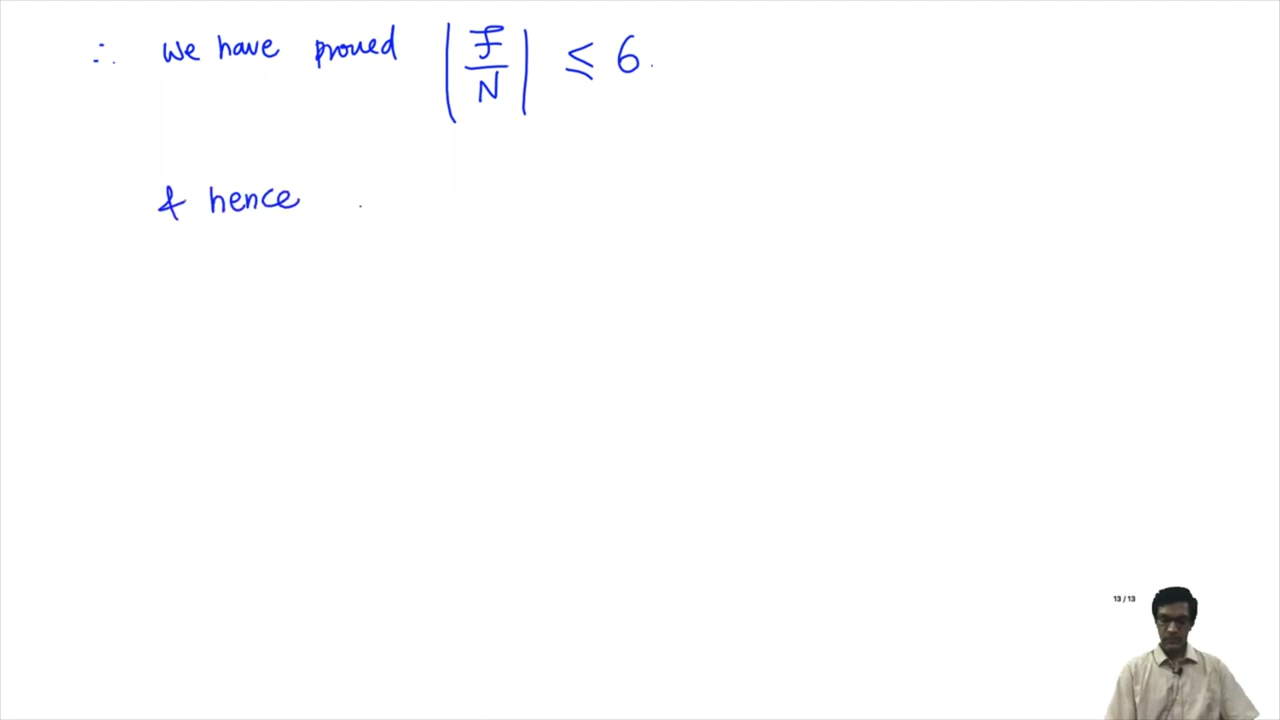 ∴ We have proved | F/N | ≤ 6.
& hence
13 / 13